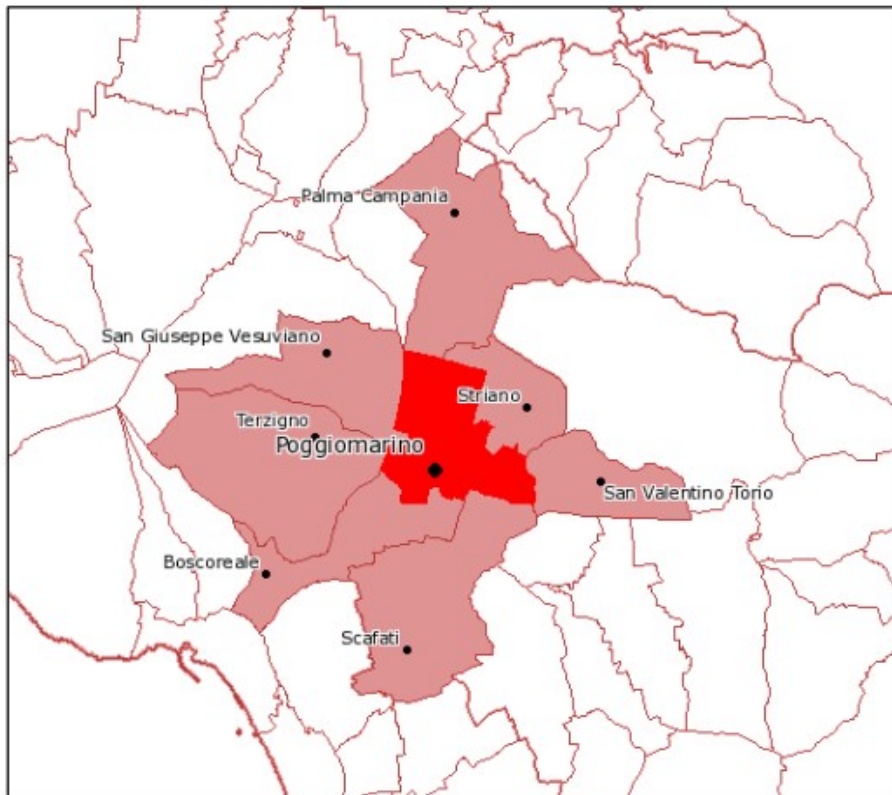 Palma Campania
San Giuseppe Vesuviano
Striano
Terzigno
Poggiomarino
San Valentino Torio
Boscoreale
Scafati